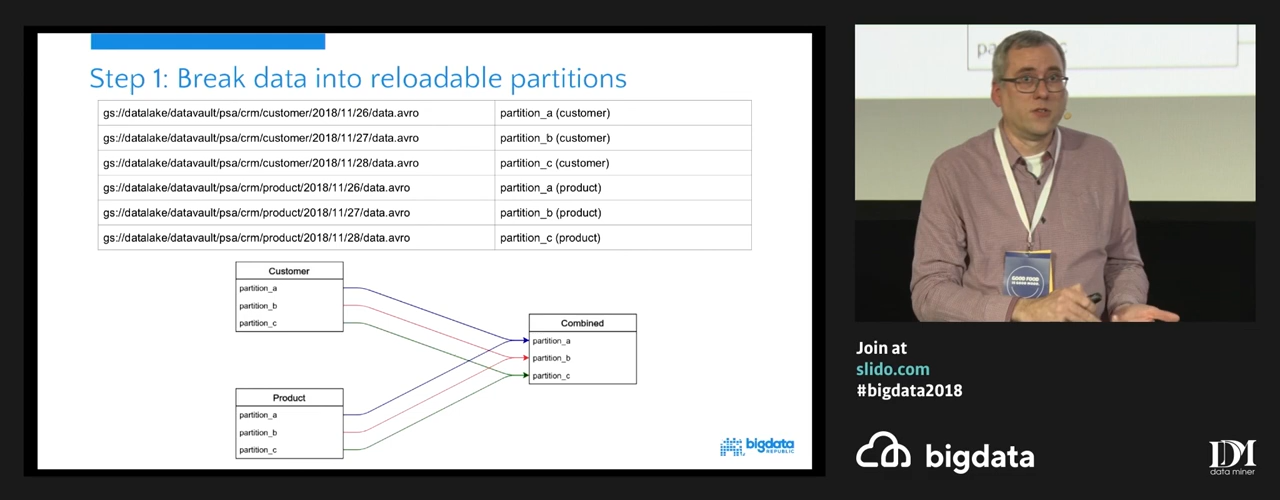 Step 1: Break data into reloadable partitions
gs://datalake/datavault/psa/crm/customer/2018/11/26/data.avro partition_a (customer)
gs://datalake/datavault/psa/crm/customer/2018/11/27/data.avro partition_b (customer)
gs://datalake/datavault/psa/crm/customer/2018/11/28/data.avro partition_c (customer)
gs://datalake/datavault/psa/crm/product/2018/11/26/data.avro partition_a (product)
gs://datalake/datavault/psa/crm/product/2018/11/27/data.avro partition_b (product)
gs://datalake/datavault/psa/crm/product/2018/11/28/data.avro partition_c (product)
Customer
partition_a
partition_b
partition_c
Combined
partition_a
partition_b
partition_c
Product
partition_a
partition_b
partition_c
bigdata
REPUBLIC
pa
c
GOOD FOOD
Join at
slido.com
#bigdata2018
bigdata
DM
data miner